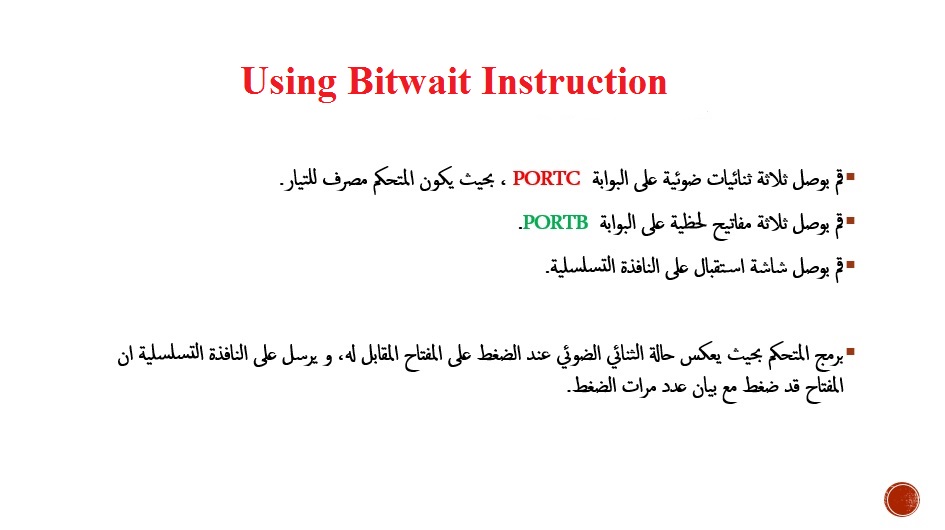 Using Bitwait Instruction
قم بوصل ثلاثة ثنائيات ضوئية على البوابة PORTC ، بحيث يكون المتحكم مصرف للتيار.
قم بوصل ثلاثة مفاتيح لحظية على البوابة PORTB.
قم بوصل شاشة استقبال على النافذة التسلسلية.
برمج المتحكم بحيث يعكس حالة الثنائي الضوئي عند الضغط على المفتاح المقابل له، و يرسل على النافذة التسلسلية ان
المفتاح قد ضغط مع بيان عدد مرات الضغط.